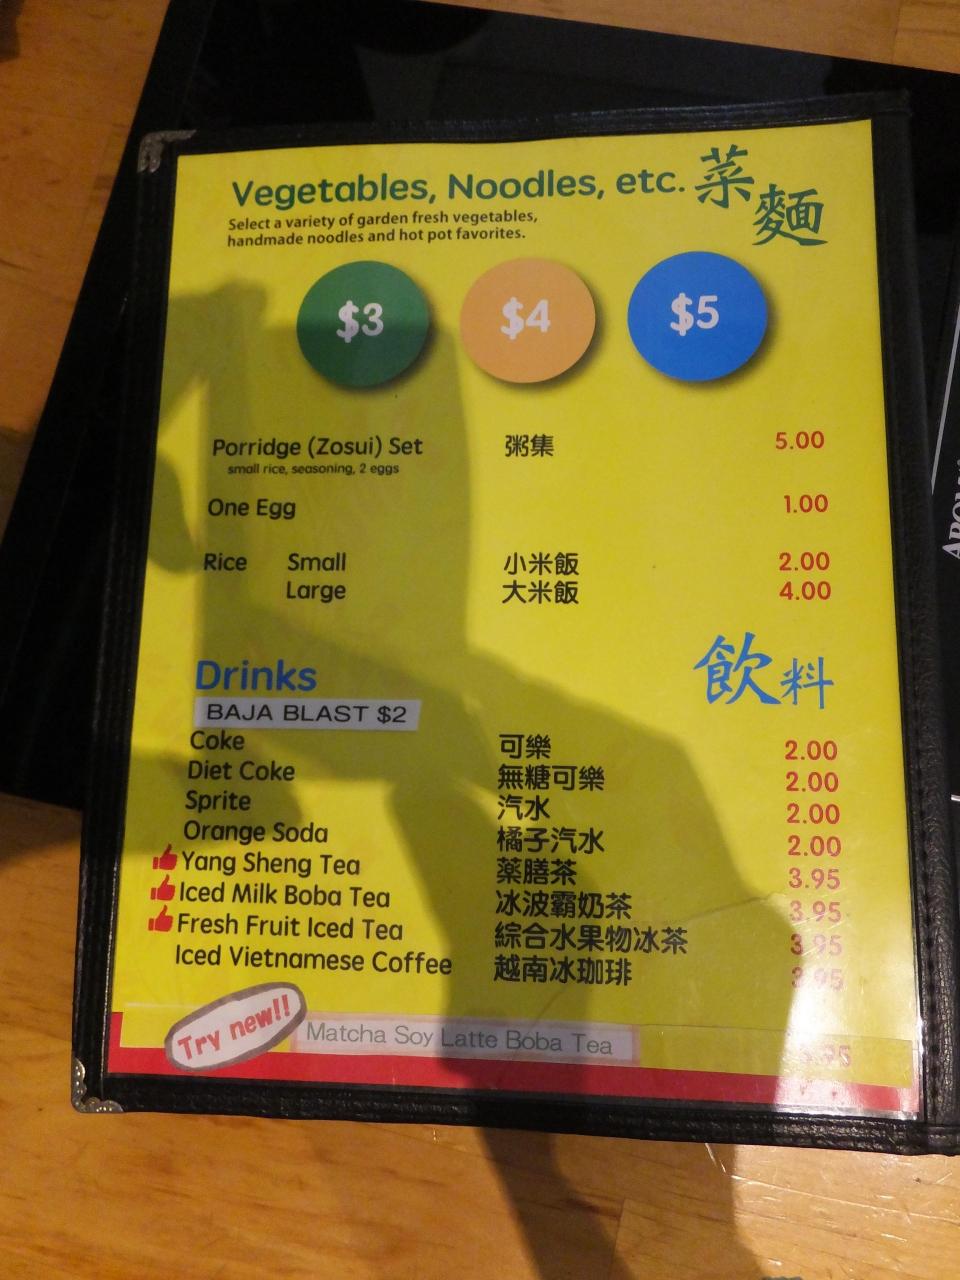 Vegetables, Noodles, etc. 菜麵
Select a variety of garden fresh vegetables,
handmade noodles and hot pot favorites.
$3 $4 $5
Porridge (Zosui) Set 粥集 5.00
small rice, seasoning, 2 eggs
One Egg 1.00
Rice Small 小米飯 2.00
Large 大米飯 4.00
Drinks 飲料
BAJA BLAST $2
Coke 可樂 2.00
Diet Coke 無糖可樂 2.00
Sprite 汽水 2.00
Orange Soda 橘子汽水 2.00
Yang Sheng Tea 藥膳茶 3.95
Iced Milk Boba Tea 冰波霸奶茶 3.95
Fresh Fruit Iced Tea 綜合水果物冰茶 3.95
Iced Vietnamese Coffee 越南冰珈琲 3.95
Try new!! Matcha Soy Latte Boba Tea